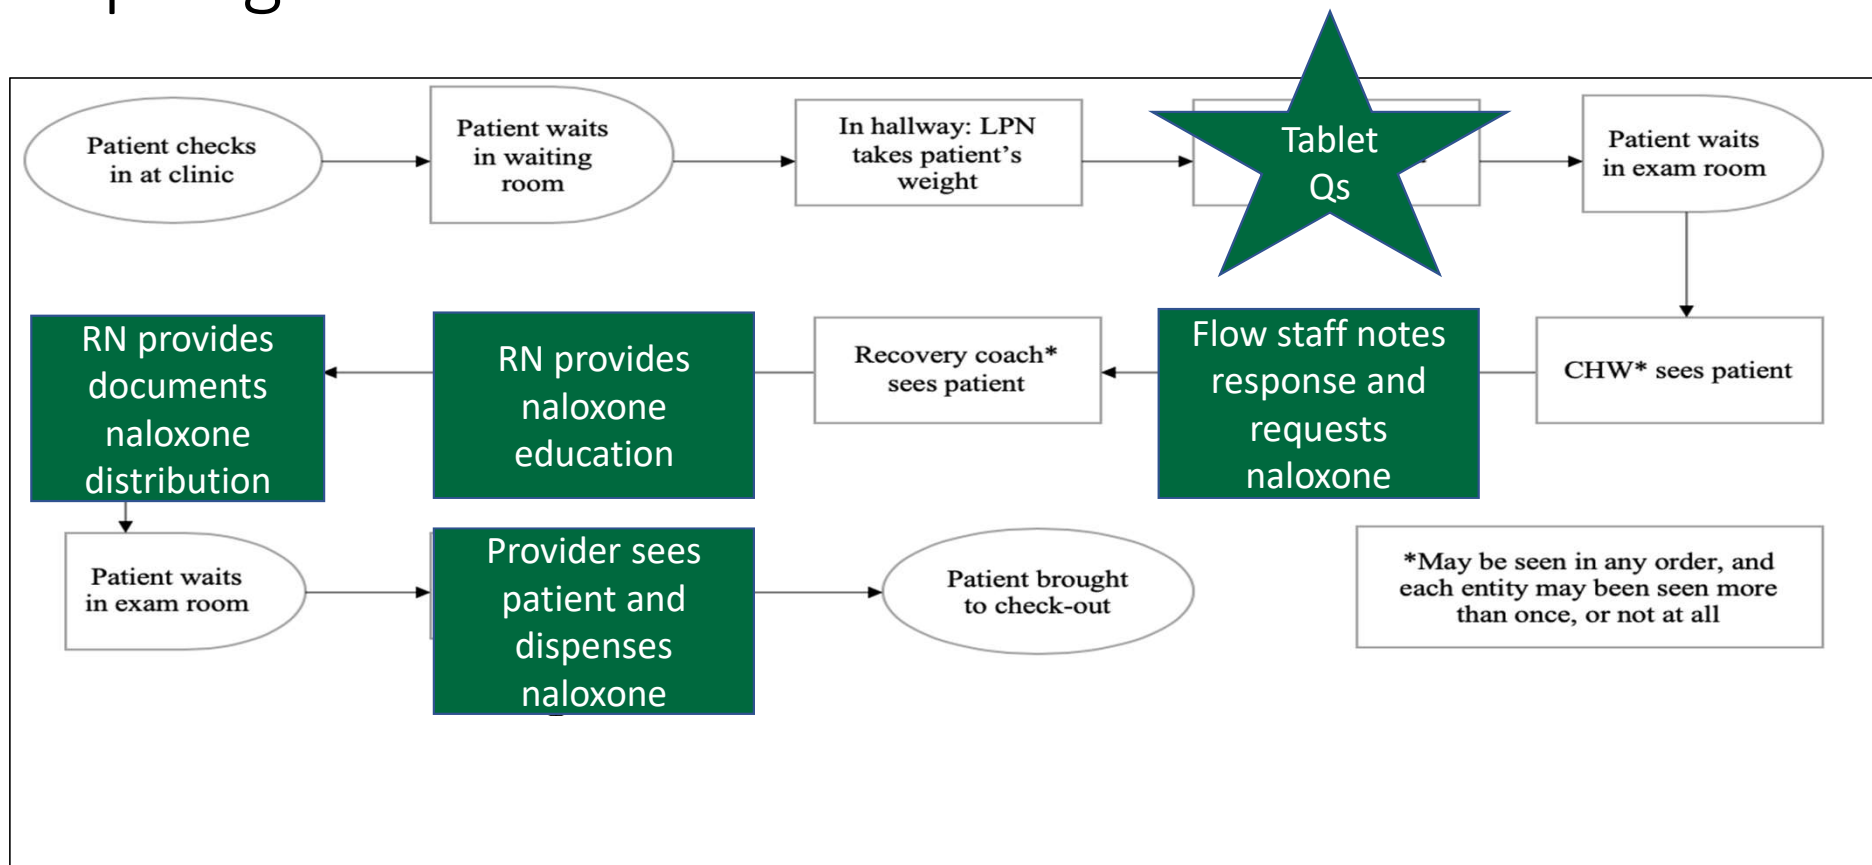 Patient checks
in at clinic
Patient waits
in waiting
room
In hallway: LPN
takes patient's
weight
Tablet
Qs
Patient waits
in exam room
RN provides
documents
naloxone
distribution
RN provides
naloxone
education
Recovery coach*
sees patient
Flow staff notes
response and
requests
naloxone
CHW* sees patient
Patient waits
in exam room
Provider sees
patient and
dispenses
naloxone
Patient brought
to check-out
*May be seen in any order, and
each entity may been seen more
than once, or not at all